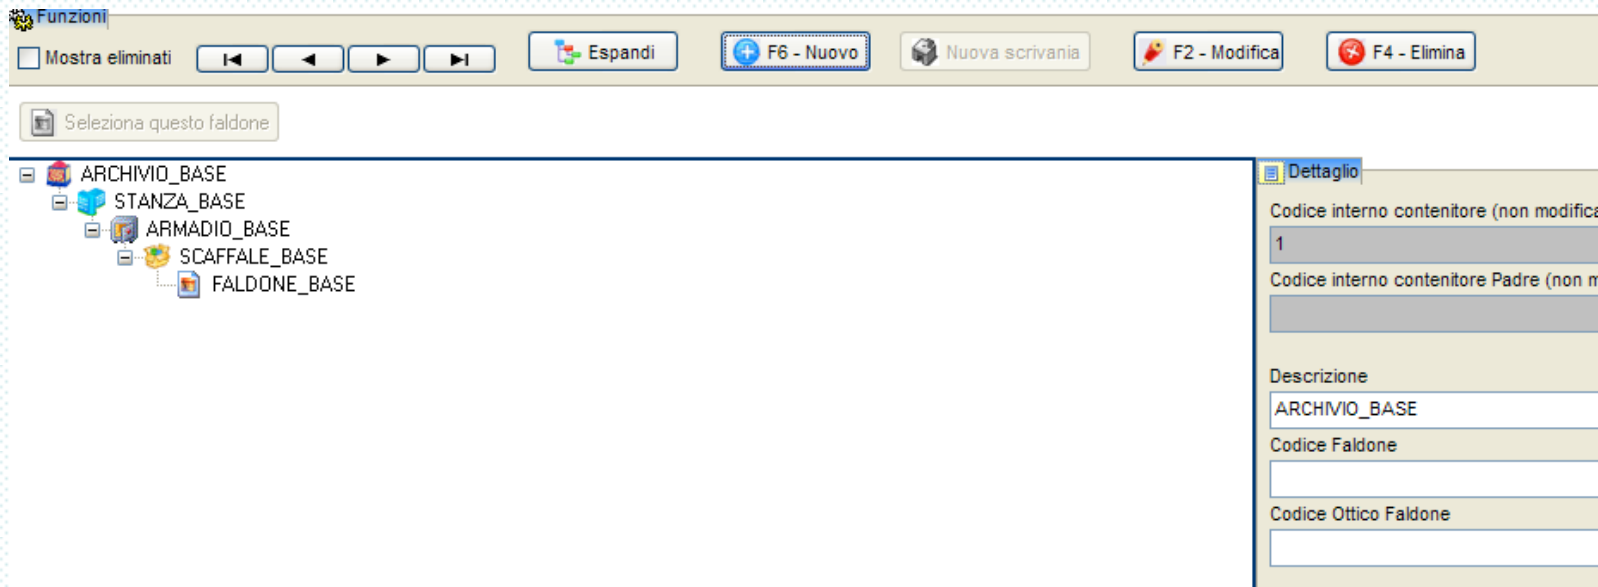 Funzioni
Mostra eliminati Espandi F6 - Nuovo Nuova scrivania F2 - Modifica F4 - Elimina
Seleziona questo faldone
ARCHIVIO_BASE
STANZA_BASE
ARMADIO_BASE
SCAFFALE_BASE
FALDONE_BASE
Dettaglio
Codice interno contenitore (non modifica
1
Codice interno contenitore Padre (non m
Descrizione
ARCHIVIO_BASE
Codice Faldone
Codice Ottico Faldone